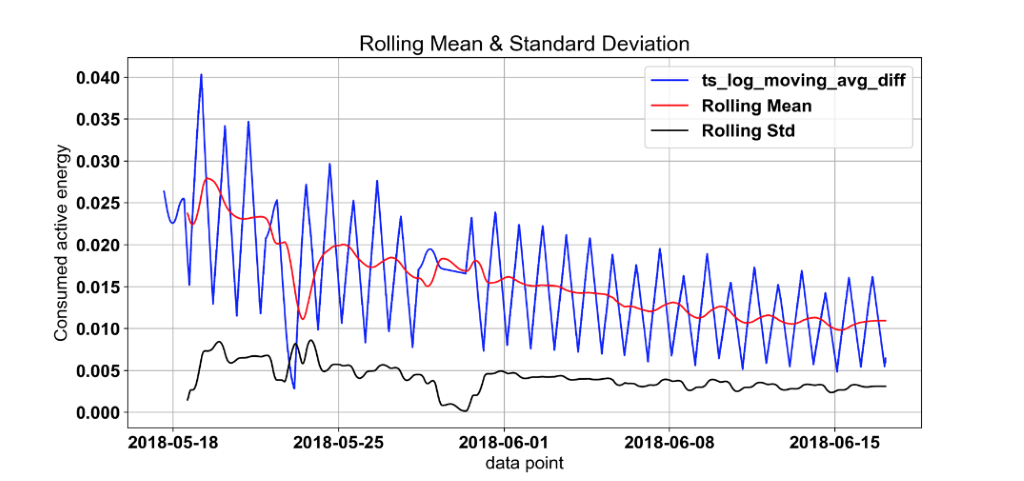 Rolling Mean & Standard Deviation
ts_log_moving_avg_diff
Rolling Mean
Rolling Std
Consumed active energy
0.040
0.035
0.030
0.025
0.020
0.015
0.010
0.005
0.000
2018-05-18 2018-05-25 2018-06-01 2018-06-08 2018-06-15
data point